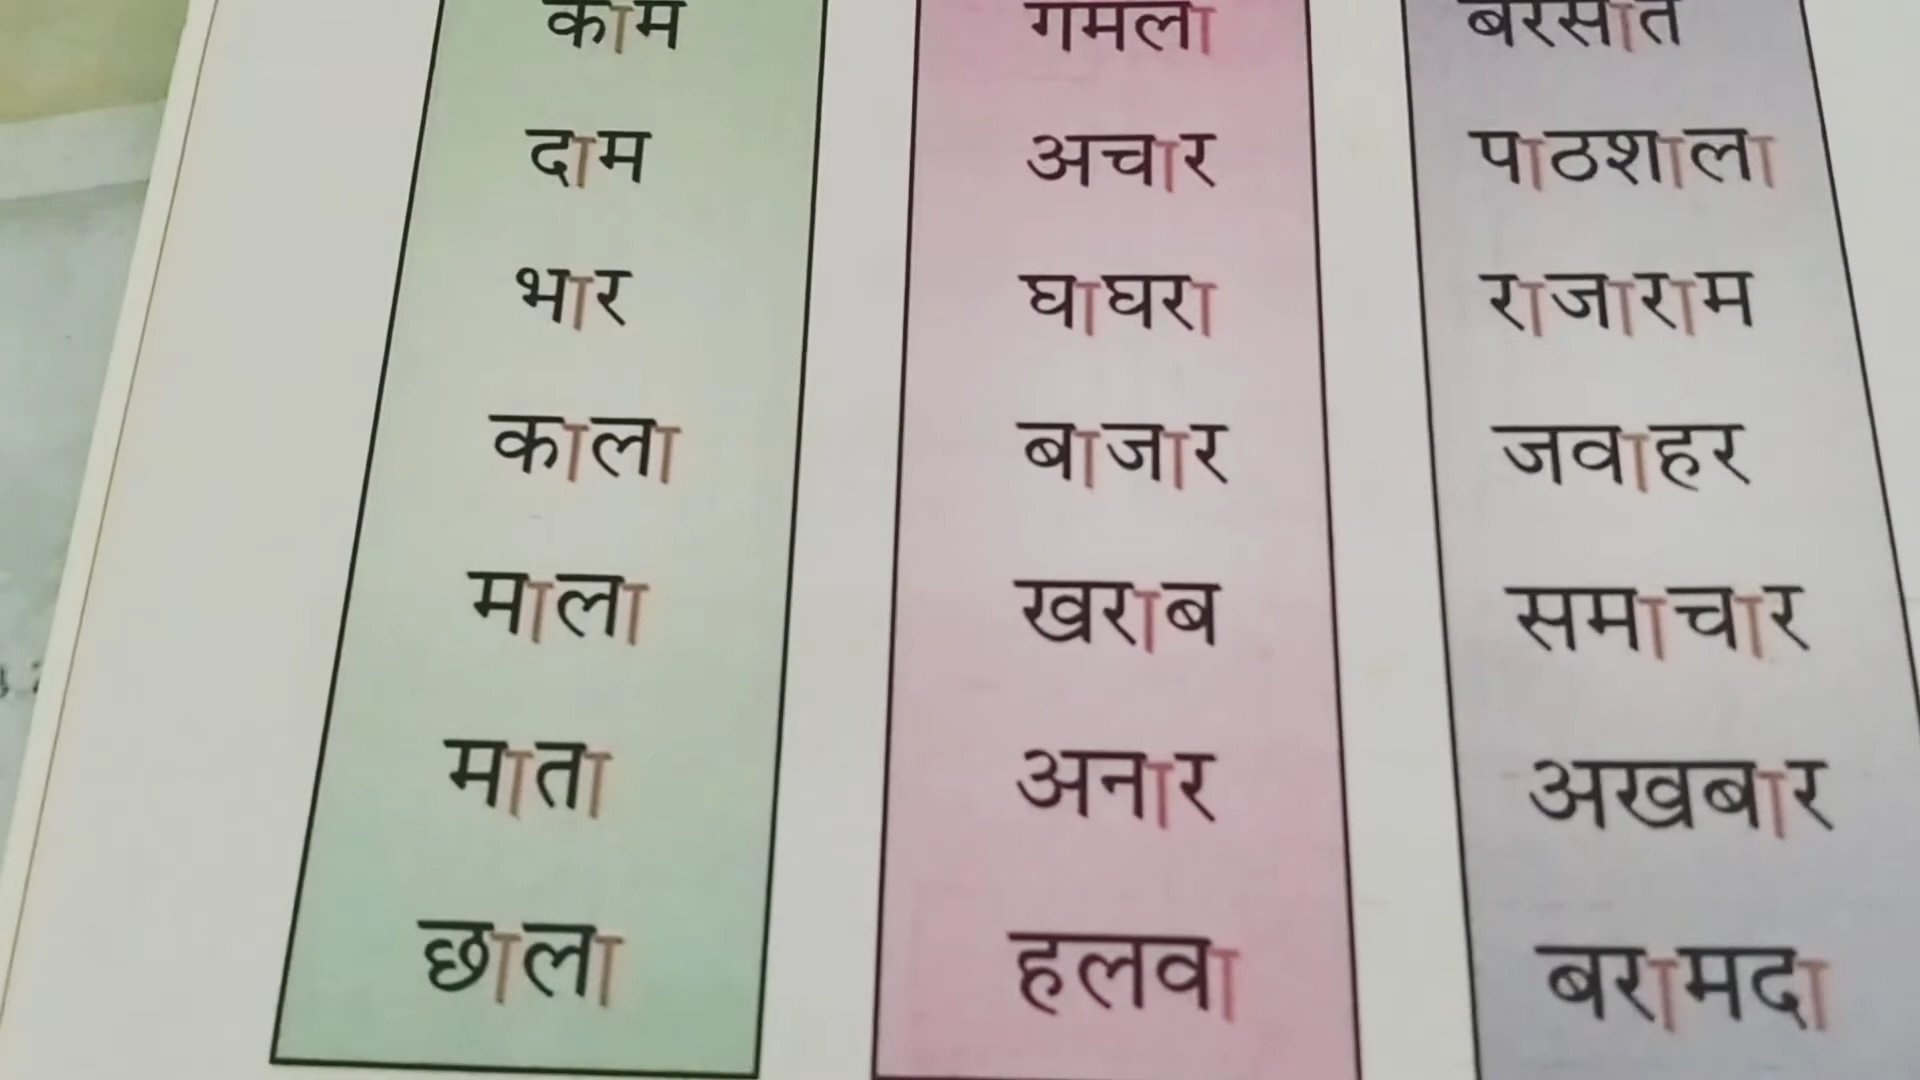 काम गमला बरसात
दाम अचार पाठशाला
भार घाघरा राजाराम
काला बाजार जवाहर
माला खराब समाचार
माता अनार अखबार
छाला हलवा बरामदा